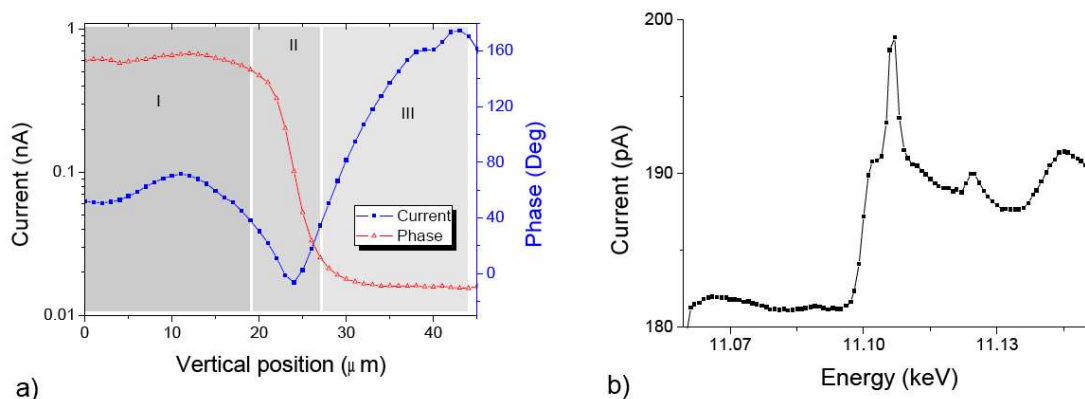 1
0.1
0.01
Current (nA)
0
10
20
30
40
Vertical position (μ m)
160
120
80
40
0
Phase (Deg)
I
II
III
Current
Phase
a)
200
190
180
Current (pA)
11.07
11.10
11.13
Energy (keV)
b)